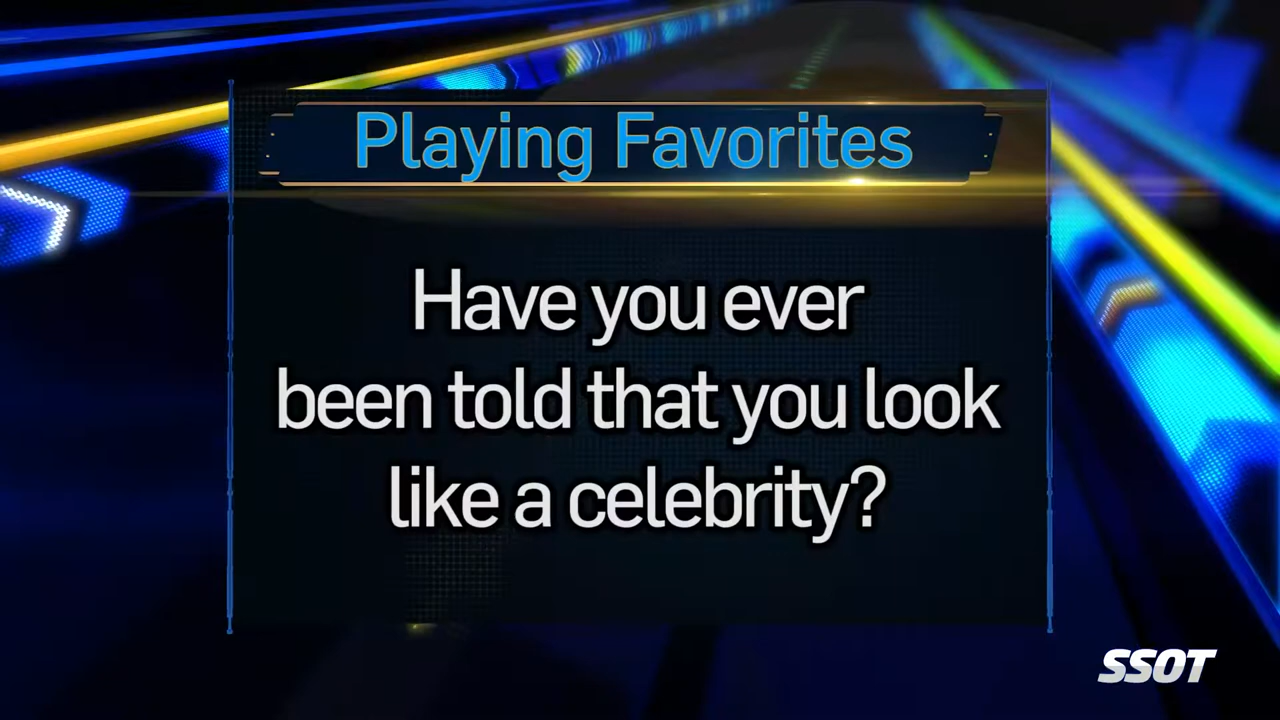 Playing Favorites
Have you ever
been told that you look
like a celebrity?
SSOT